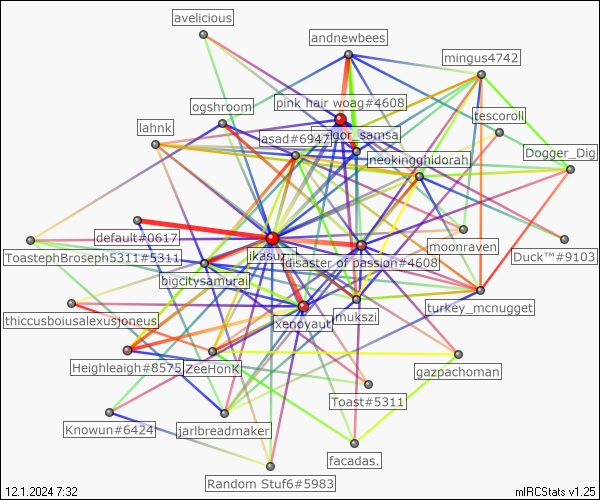 avelicious
andnewbees
mingus4742
pink hair woag#4608
ogshroom
tescoroll
lahnk
asad#6947
gor_samsa
neokingghidorah
Dogger_Dig
default#0617
moonraven
ToastephBroseph5311#5311
ikasuz
disaster of passion#4608
Duck™#9103
bigcitysamurai
thiccusboiusalexusjoneus
xenoyaut
mukszi
turkey_mcnugget
Heighleaigh#8575
ZeeHonK
gazpachoman
Toast#5311
Knowun#6424
jarlbreadmaker
facadas.
Random Stuf6#5983
12.1.2024 7:32
mIRCStats v1.25